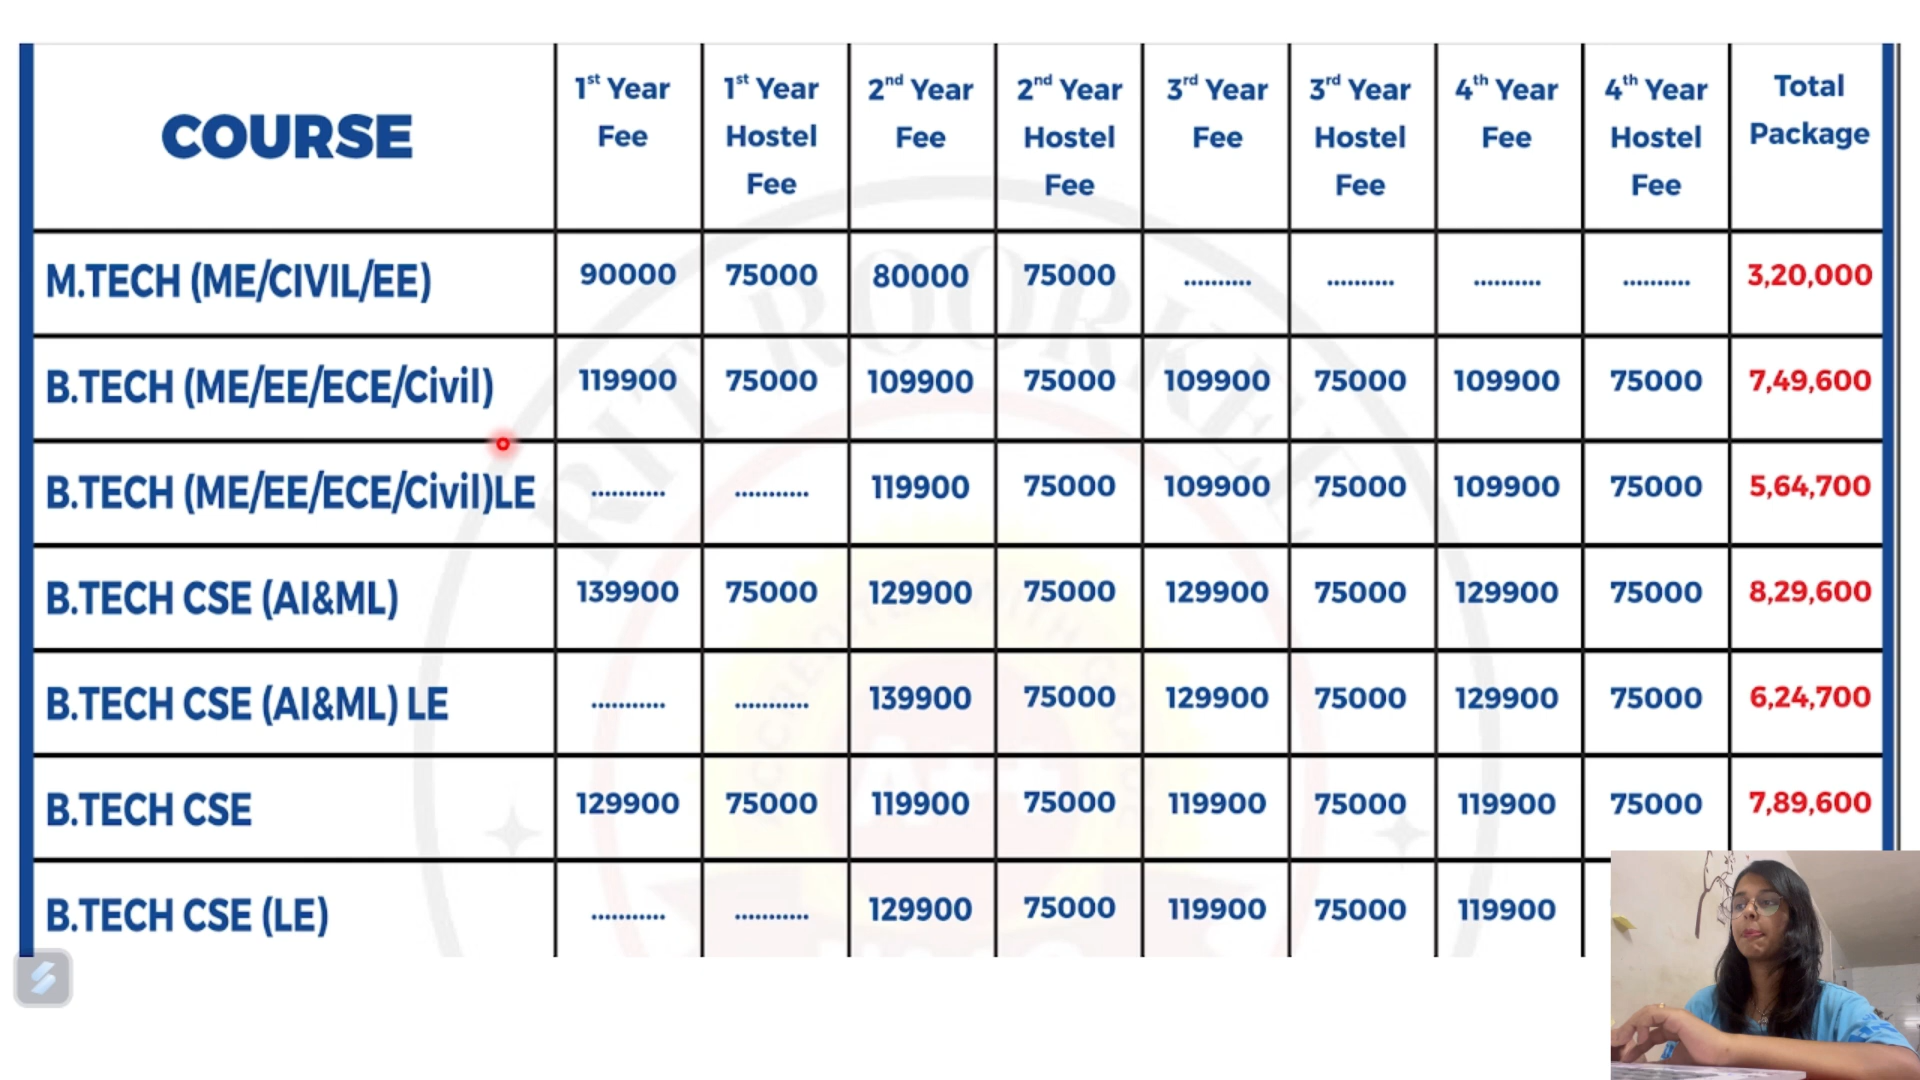 COURSE 1st Year Fee 1st Year Hostel Fee 2nd Year Fee 2nd Year Hostel Fee 3rd Year Fee 3rd Year Hostel Fee 4th Year Fee 4th Year Hostel Fee Total Package
M.TECH (ME/CIVIL/EE) 90000 75000 80000 75000 .......... .......... .......... .......... 3,20,000
B.TECH (ME/EE/ECE/Civil) 119900 75000 109900 75000 109900 75000 109900 75000 7,49,600
B.TECH (ME/EE/ECE/Civil)LE ........... ........... 119900 75000 109900 75000 109900 75000 5,64,700
B.TECH CSE (AI&ML) 139900 75000 129900 75000 129900 75000 129900 75000 8,29,600
B.TECH CSE (AI&ML) LE ........... ........... 139900 75000 129900 75000 129900 75000 6,24,700
B.TECH CSE 129900 75000 119900 75000 119900 75000 119900 75000 7,89,600
B.TECH CSE (LE) ........... ........... 129900 75000 119900 75000 119900
RIT ROORKEE